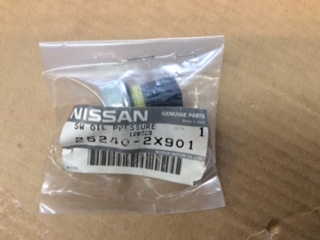 NISSAN
GENUINE PARTS
SW OIL PRESSURE
1
25240-2X901